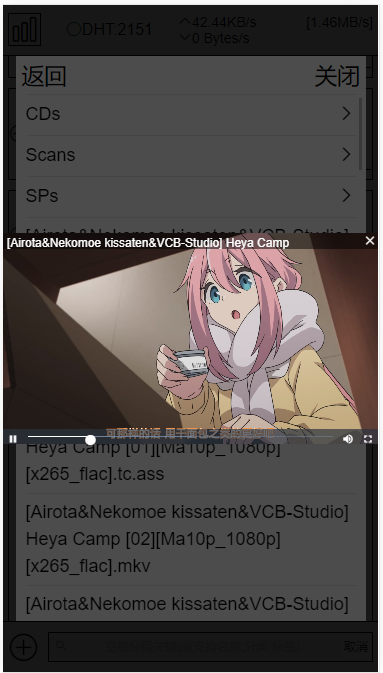 DHT:2151
42.44KB/s
0 Bytes/s
[1.46MB/s]
返回
关闭
CDs
Scans
SPs
[Airota&Nekomoe kissaten&VCB-Studio] Heya Camp
Heya Camp [01][Ma10p_1080p]
[x265_flac].tc.ass
[Airota&Nekomoe kissaten&VCB-Studio]
Heya Camp [02][Ma10p_1080p]
[x265_flac].mkv
[Airota&Nekomoe kissaten&VCB-Studio]
取消